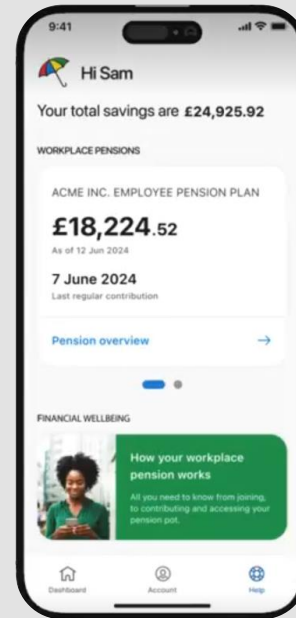 9:41
Hi Sam
Your total savings are £24,925.92
WORKPLACE PENSIONS
ACME INC. EMPLOYEE PENSION PLAN
£18,224.52
As of 12 Jun 2024
7 June 2024
Last regular contribution
Pension overview
FINANCIAL WELLBEING
How your workplace
pension works
All you need to know from joining,
to contributing and accessing your
pension pot.
Dashboard
Account
Help